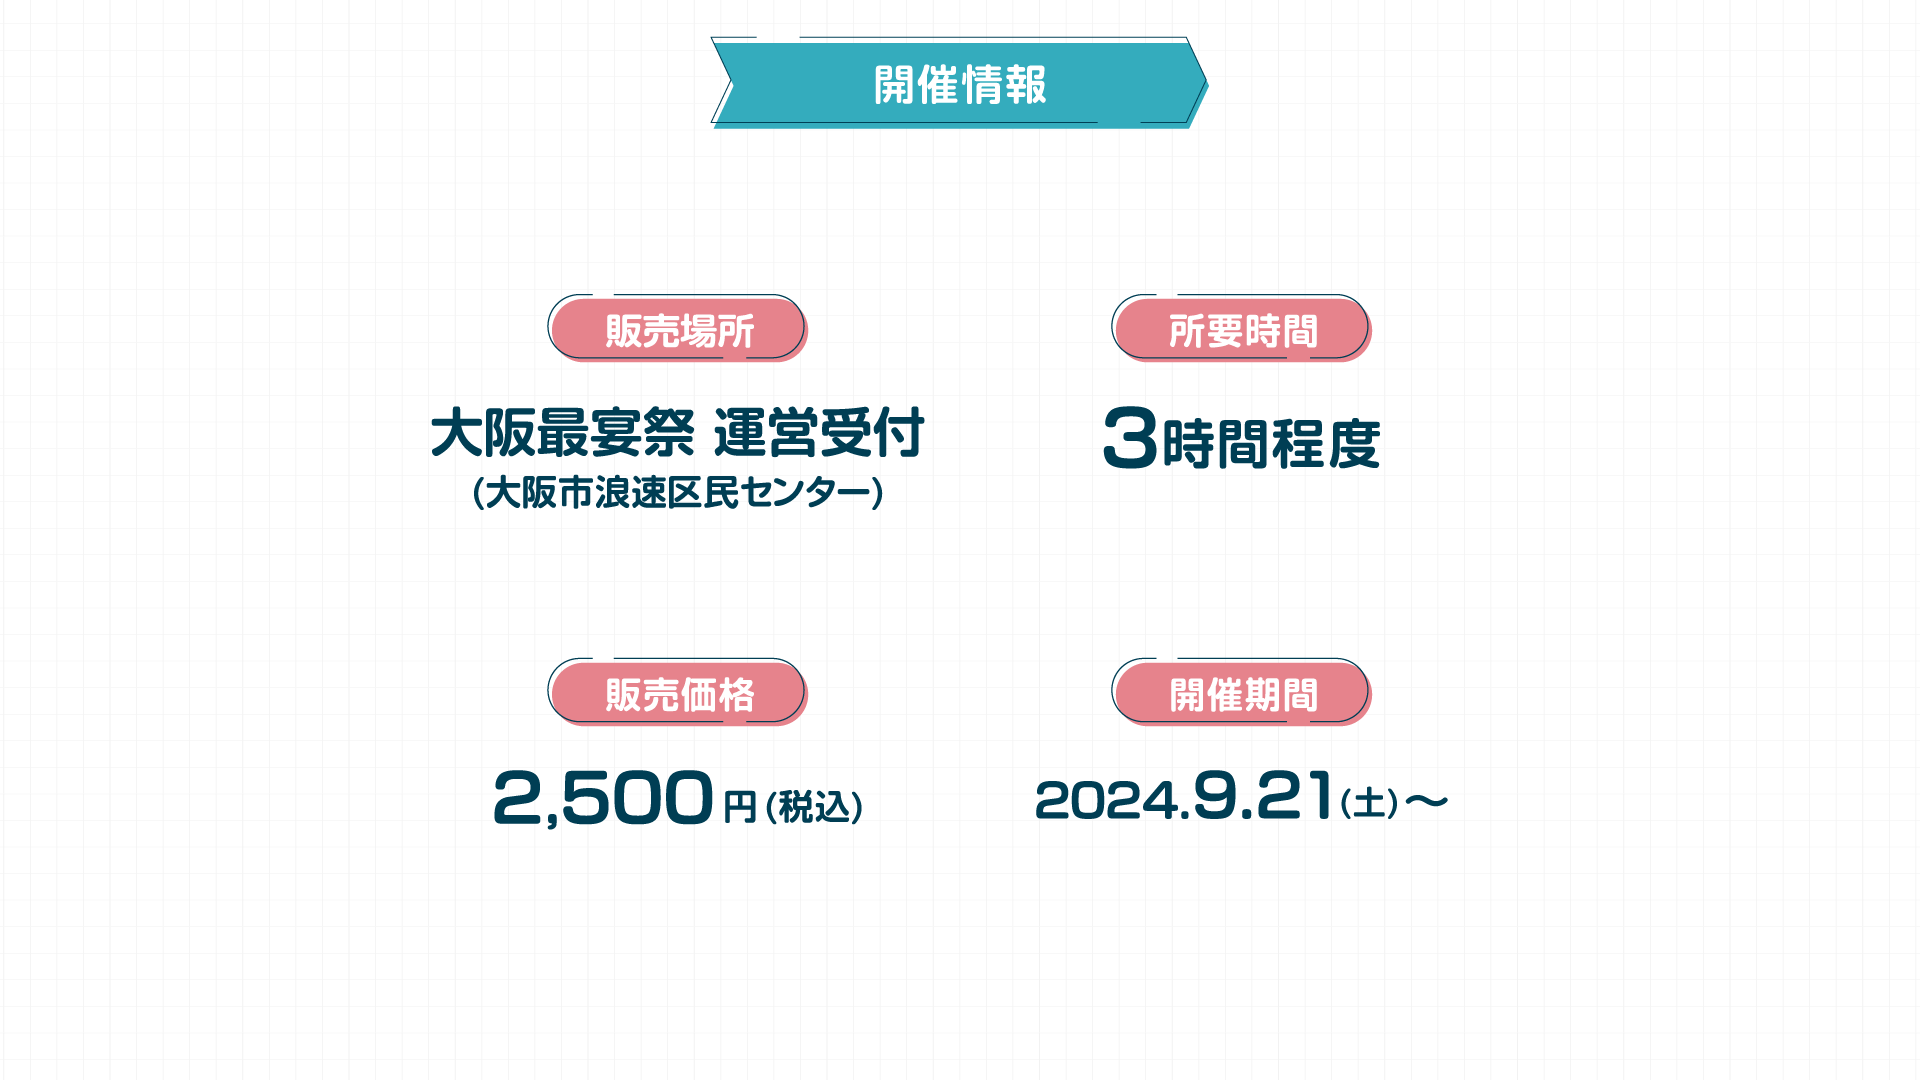 開催情報
販売場所
大阪最宴祭 運営受付
(大阪市浪速区民センター)
所要時間
3時間程度
販売価格
2,500円(税込)
開催期間
2024.9.21(土)～